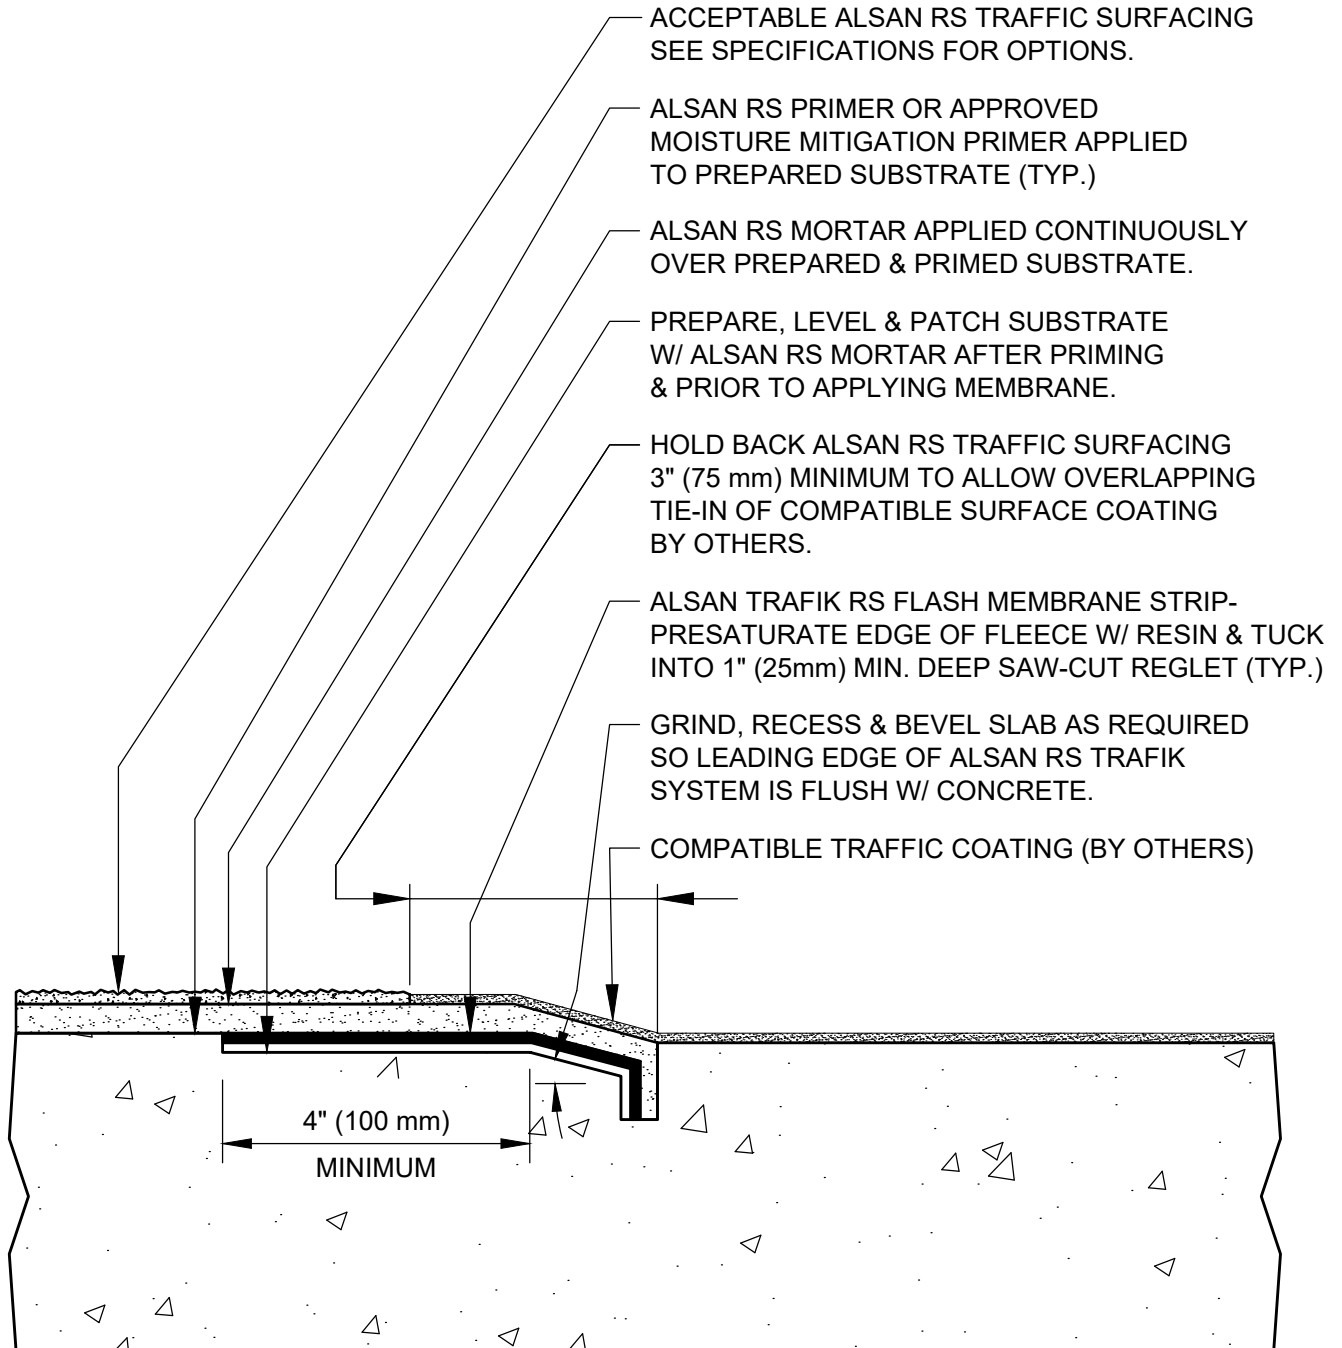 ACCEPTABLE ALSAN RS TRAFFIC SURFACING
SEE SPECIFICATIONS FOR OPTIONS.
ALSAN RS PRIMER OR APPROVED
MOISTURE MITIGATION PRIMER APPLIED
TO PREPARED SUBSTRATE (TYP.)
ALSAN RS MORTAR APPLIED CONTINUOUSLY
OVER PREPARED & PRIMED SUBSTRATE.
PREPARE, LEVEL & PATCH SUBSTRATE
W/ ALSAN RS MORTAR AFTER PRIMING
& PRIOR TO APPLYING MEMBRANE.
HOLD BACK ALSAN RS TRAFFIC SURFACING
3" (75 mm) MINIMUM TO ALLOW OVERLAPPING
TIE-IN OF COMPATIBLE SURFACE COATING
BY OTHERS.
ALSAN TRAFIK RS FLASH MEMBRANE STRIP-
PRESATURATE EDGE OF FLEECE W/ RESIN & TUCK
INTO 1" (25mm) MIN. DEEP SAW-CUT REGLET (TYP.)
GRIND, RECESS & BEVEL SLAB AS REQUIRED
SO LEADING EDGE OF ALSAN RS TRAFIK
SYSTEM IS FLUSH W/ CONCRETE.
COMPATIBLE TRAFFIC COATING (BY OTHERS)
4" (100 mm)
MINIMUM